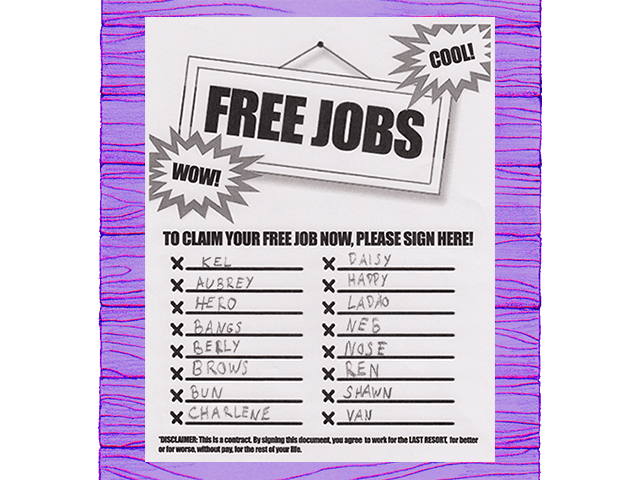 COOL!
FREE JOBS
WOW!
TO CLAIM YOUR FREE JOB NOW, PLEASE SIGN HERE!
X KEL
X AUBREY
X HERO
X BANGS
X BERLY
X BROWS
X BUN
X CHARLENE
X DAISY
X HAPPY
X LADAO
X NEB
X NOSE
X REN
X SHAWN
X VAN
*DISCLAIMER: This is a contract. By signing this document, you agree to work for the LAST RESORT, for better
or for worse, without pay, for the rest of your life.